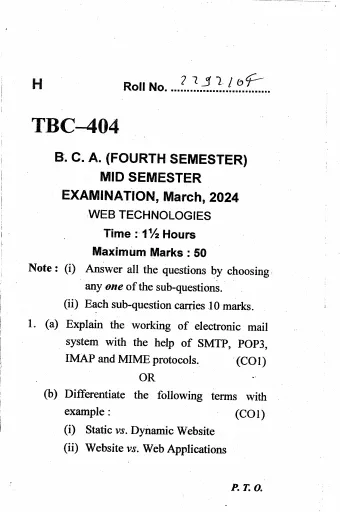 H Roll No. 2292104
TBC–404
B. C. A. (FOURTH SEMESTER)
MID SEMESTER
EXAMINATION, March, 2024
WEB TECHNOLOGIES
Time : 1½ Hours
Maximum Marks : 50
Note : (i) Answer all the questions by choosing
any one of the sub-questions.
(ii) Each sub-question carries 10 marks.
1. (a) Explain the working of electronic mail
system with the help of SMTP, POP3,
IMAP and MIME protocols. (CO1)
OR
(b) Differentiate the following terms with
example : (CO1)
(i) Static vs. Dynamic Website
(ii) Website vs. Web Applications
P. T. O.